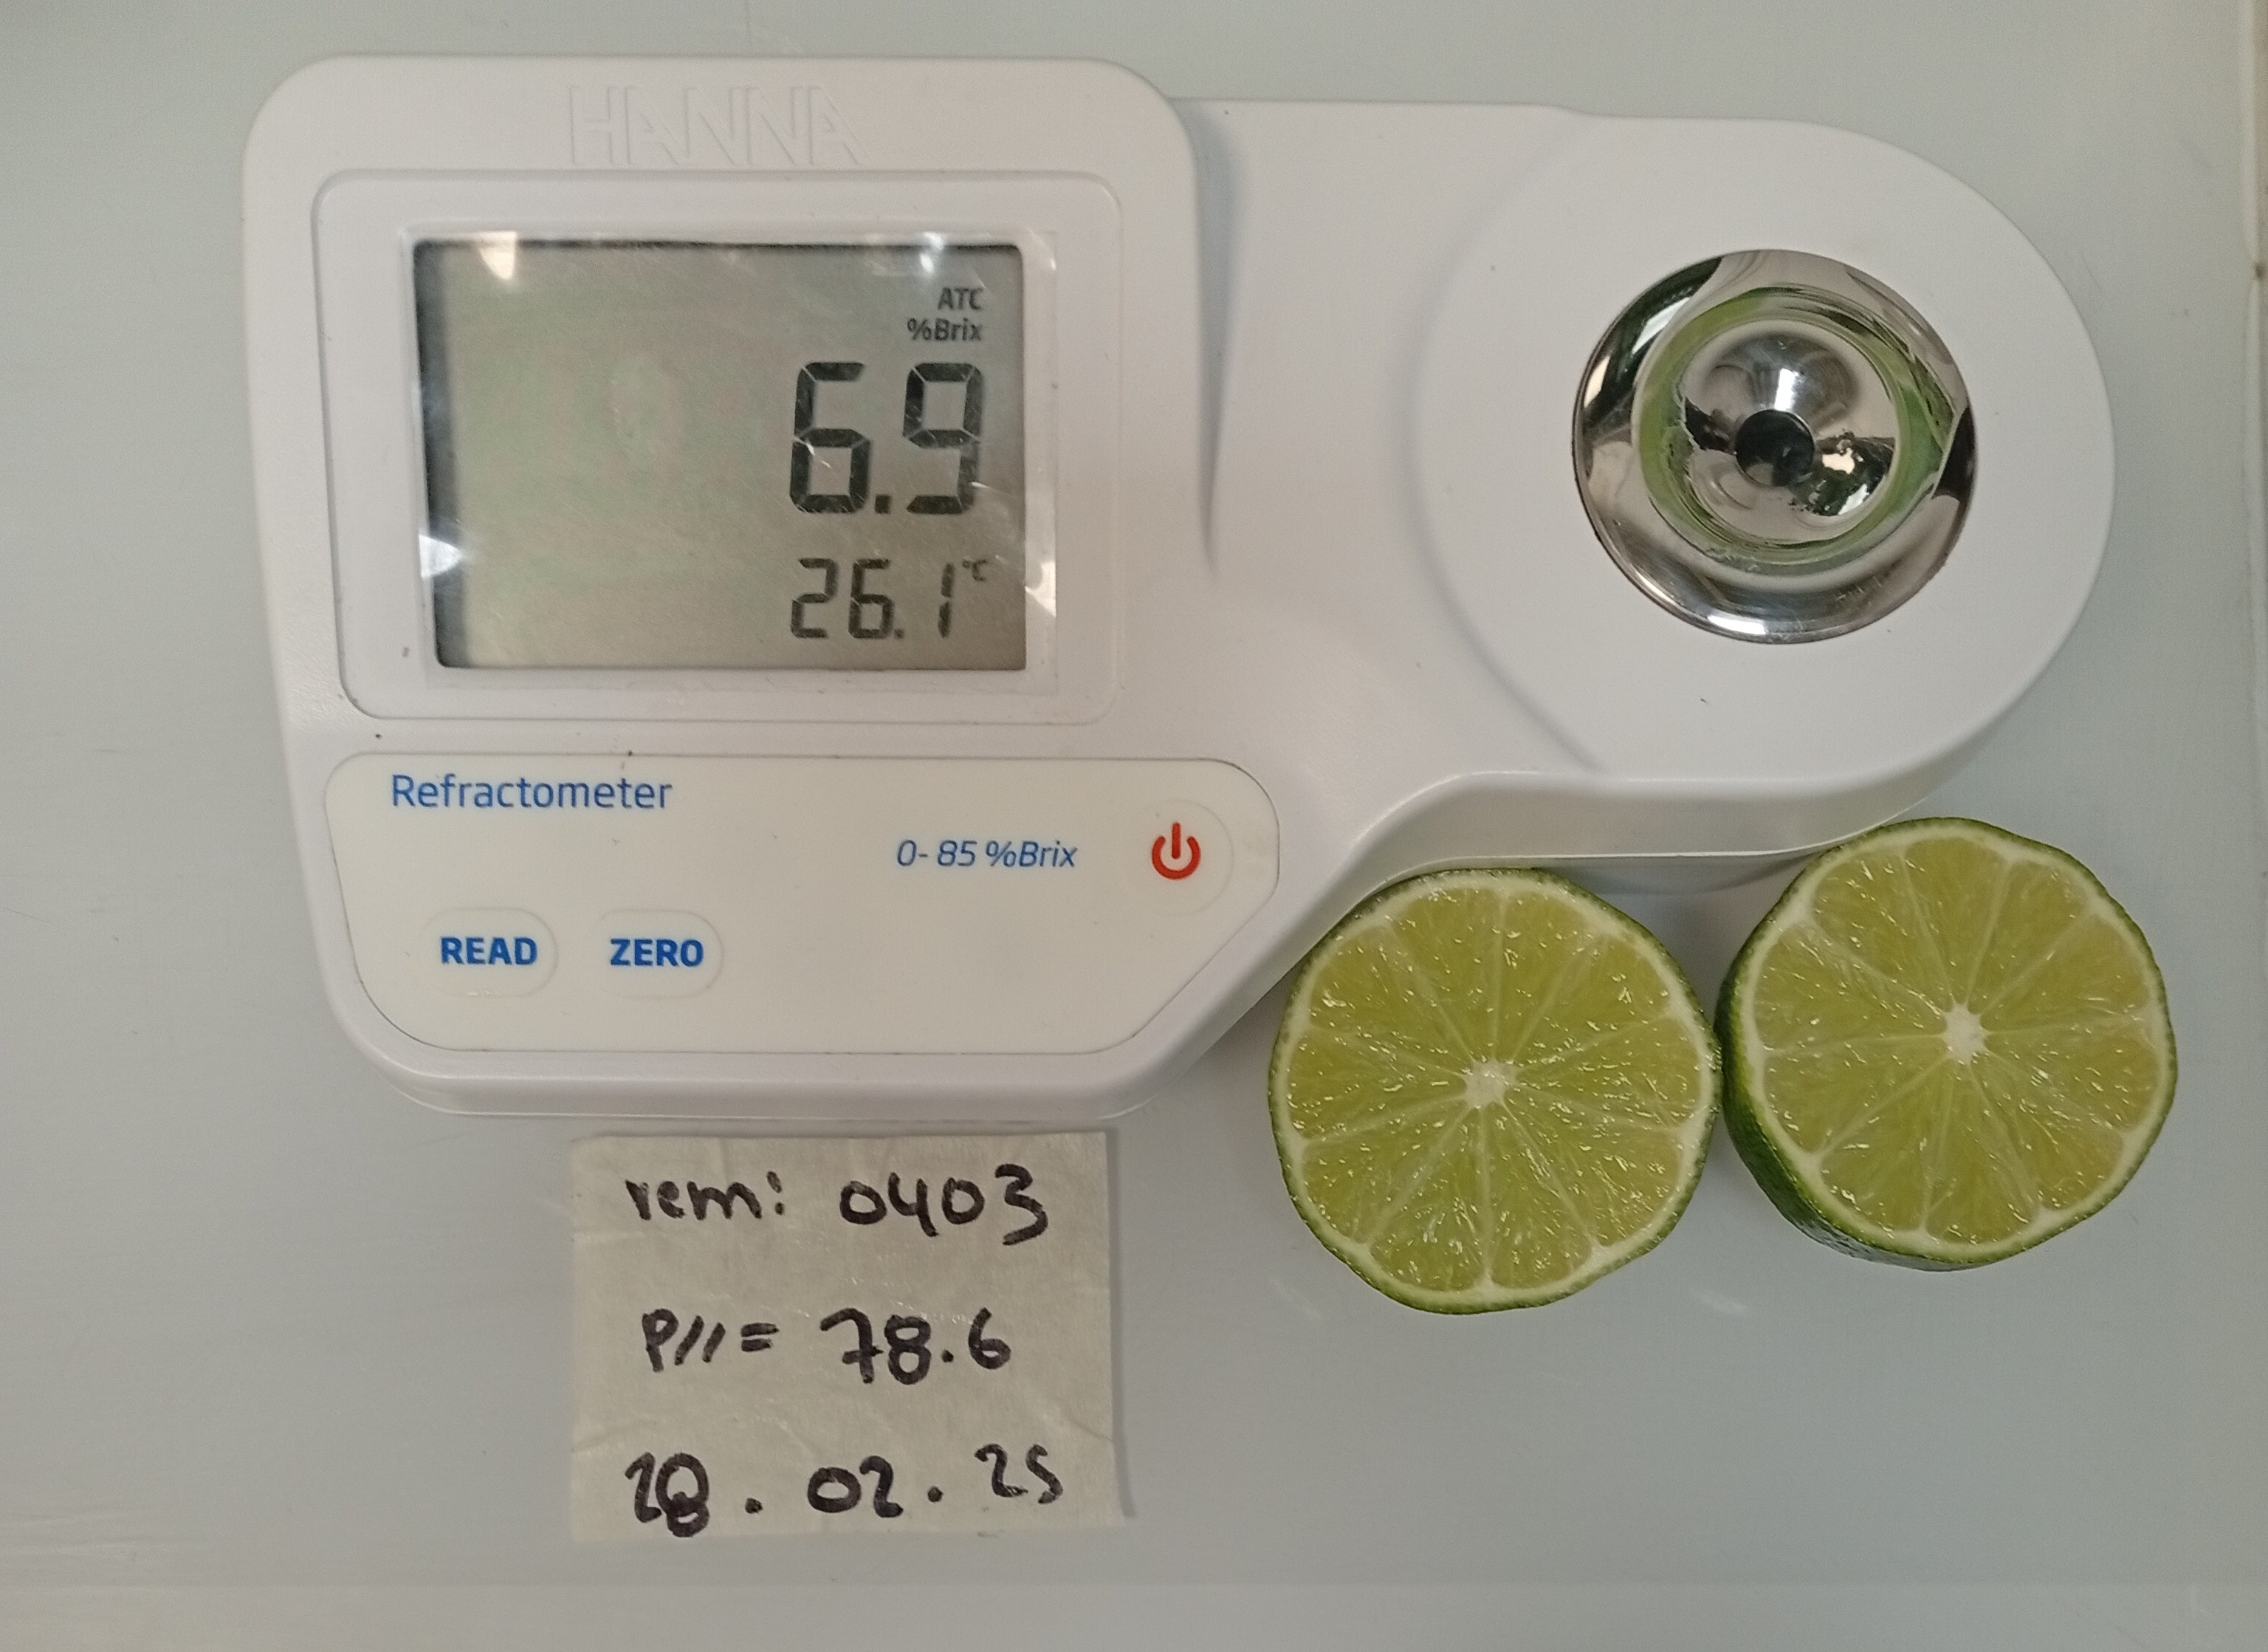 HANNA
ATC
%Brix
6.9
26.1 °C
Refractometer
0-85 %Brix
READ ZERO
rem: 0403
P// = 78.6
28.02.25